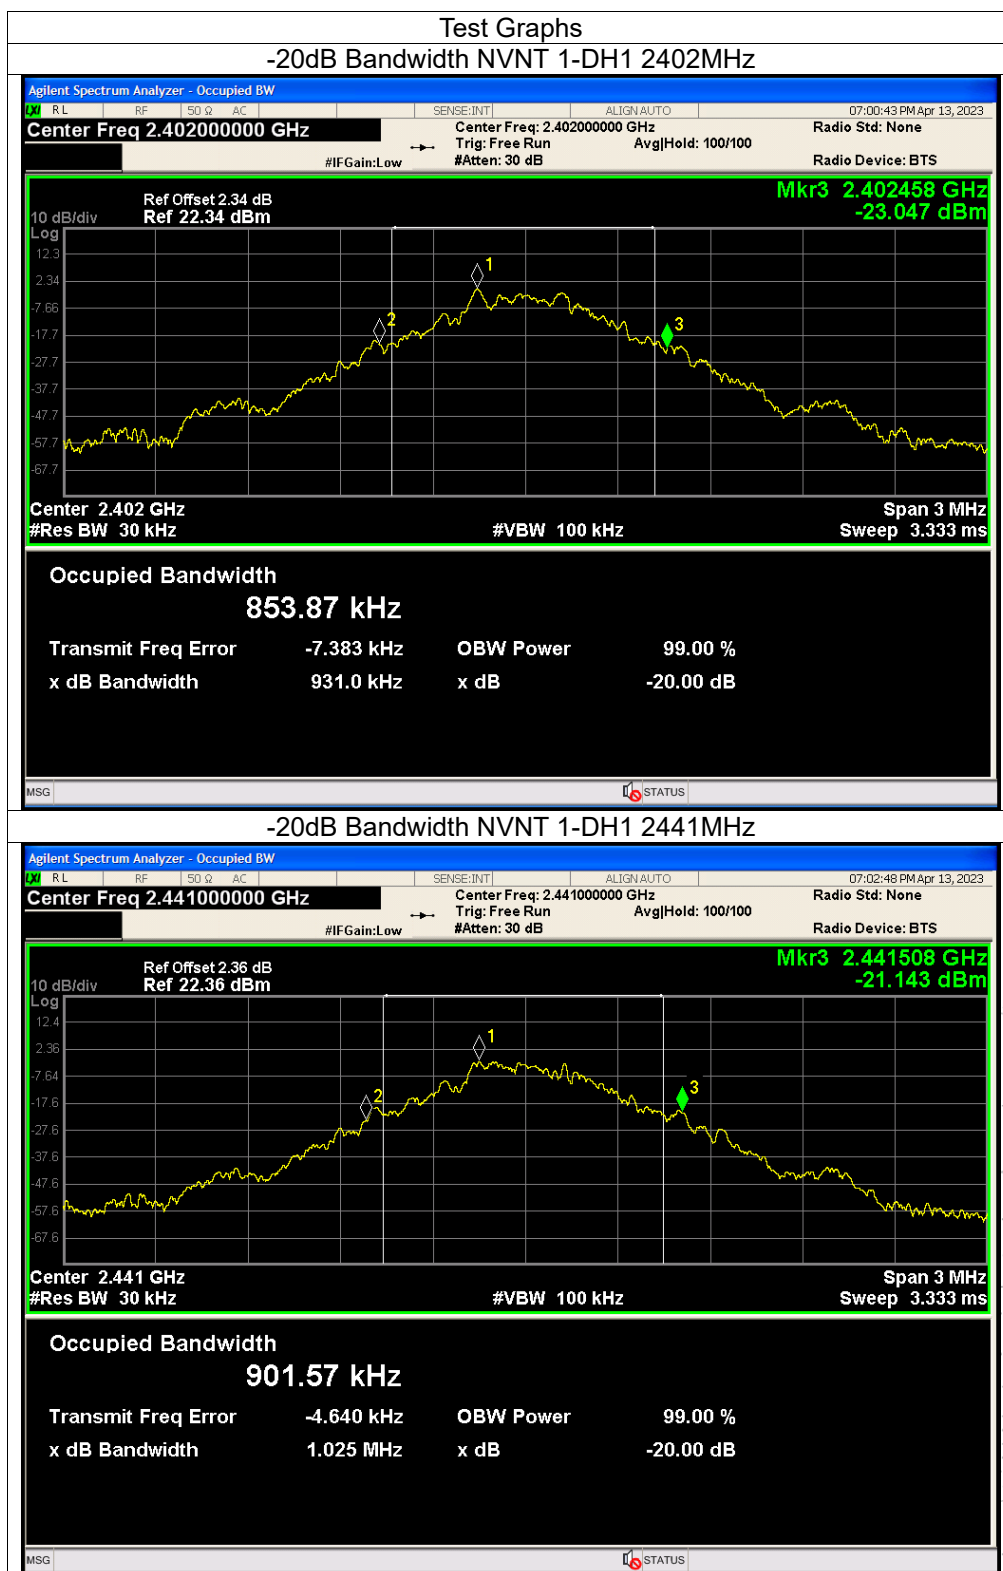 Test Graphs
-20dB Bandwidth NVNT 1-DH1 2402MHz
Agilent Spectrum Analyzer - Occupied BW
LXI RL RF 50 Ω AC SENSE:INT ALIGN AUTO 07:00:43 PM Apr 13, 2023
Center Freq 2.402000000 GHz Center Freq: 2.402000000 GHz Radio Std: None
Trig: Free Run Avg|Hold: 100/100
#IFGain:Low #Atten: 30 dB Radio Device: BTS
Ref Offset 2.34 dB Mkr3 2.402458 GHz
10 dB/div Ref 22.34 dBm -23.047 dBm
Log
12.3
2.34
-7.66
-17.7
-27.7
-37.7
-47.7
-57.7
-67.7
1
2
3
Center 2.402 GHz Span 3 MHz
#Res BW 30 kHz #VBW 100 kHz Sweep 3.333 ms
Occupied Bandwidth
853.87 kHz
Transmit Freq Error -7.383 kHz OBW Power 99.00 %
x dB Bandwidth 931.0 kHz x dB -20.00 dB
MSG STATUS
-20dB Bandwidth NVNT 1-DH1 2441MHz
Agilent Spectrum Analyzer - Occupied BW
LXI RL RF 50 Ω AC SENSE:INT ALIGN AUTO 07:02:48 PM Apr 13, 2023
Center Freq 2.441000000 GHz Center Freq: 2.441000000 GHz Radio Std: None
Trig: Free Run Avg|Hold: 100/100
#IFGain:Low #Atten: 30 dB Radio Device: BTS
Ref Offset 2.36 dB Mkr3 2.441508 GHz
10 dB/div Ref 22.36 dBm -21.143 dBm
Log
12.4
2.36
-7.64
-17.6
-27.6
-37.6
-47.6
-57.6
-67.6
1
2
3
Center 2.441 GHz Span 3 MHz
#Res BW 30 kHz #VBW 100 kHz Sweep 3.333 ms
Occupied Bandwidth
901.57 kHz
Transmit Freq Error -4.640 kHz OBW Power 99.00 %
x dB Bandwidth 1.025 MHz x dB -20.00 dB
MSG STATUS